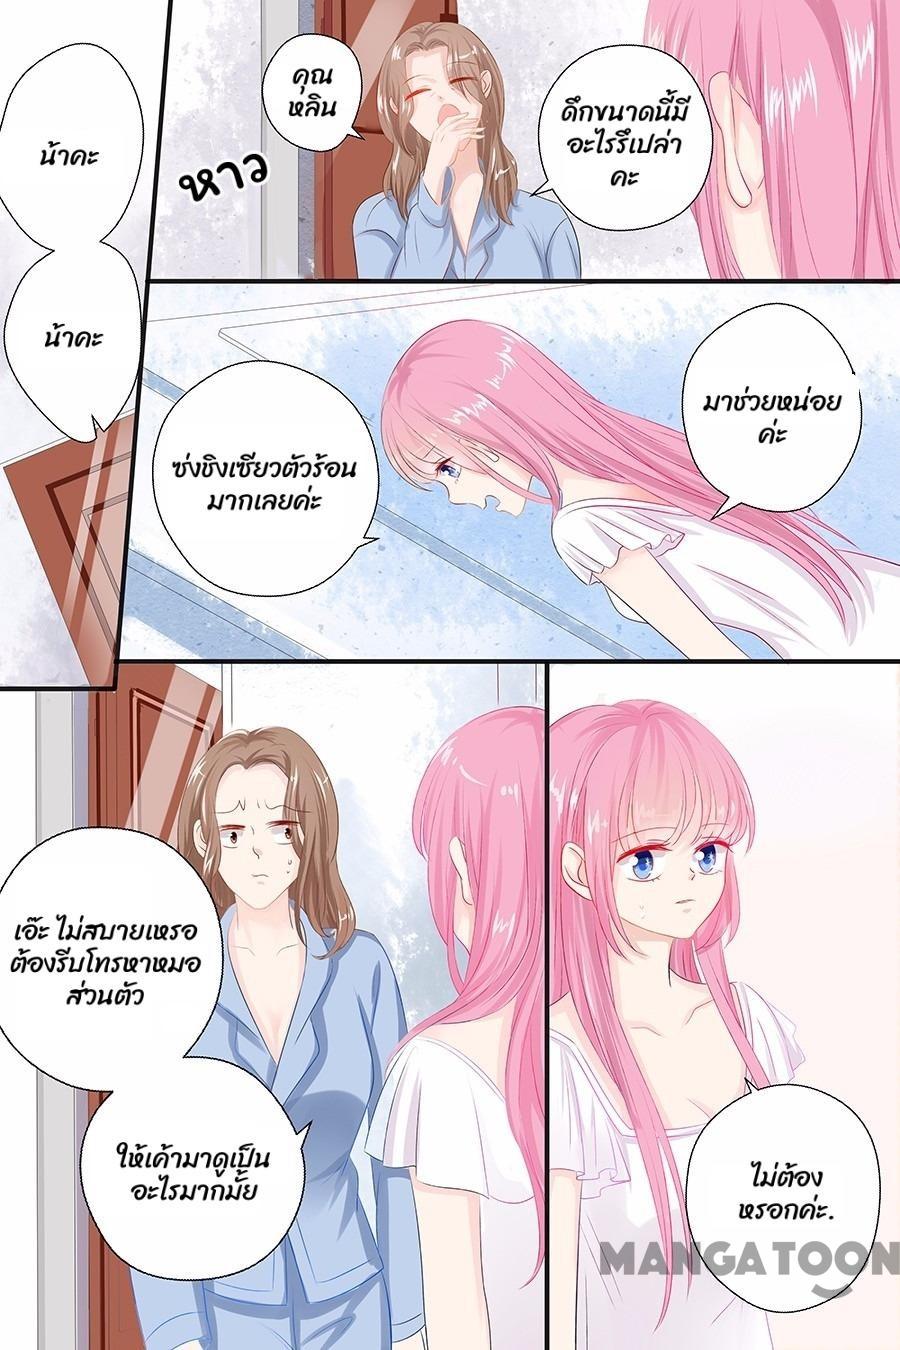 น้าคะ
น้าคะ
หาว
คุณ
หลิน
ดึกขนาดนี้มี
อะไรรึเปล่า
คะ
มาช่วยหน่อย
ค่ะ
ซ่งชิงเซียวตัวร้อน
มากเลยค่ะ
เอ๊ะ ไม่สบายเหรอ
ต้องรีบโทรหาหมอ
ส่วนตัว
ให้เค้ามาดูเป็น
อะไรมากมั้ย
ไม่ต้อง
หรอกค่ะ.
MANGATOON